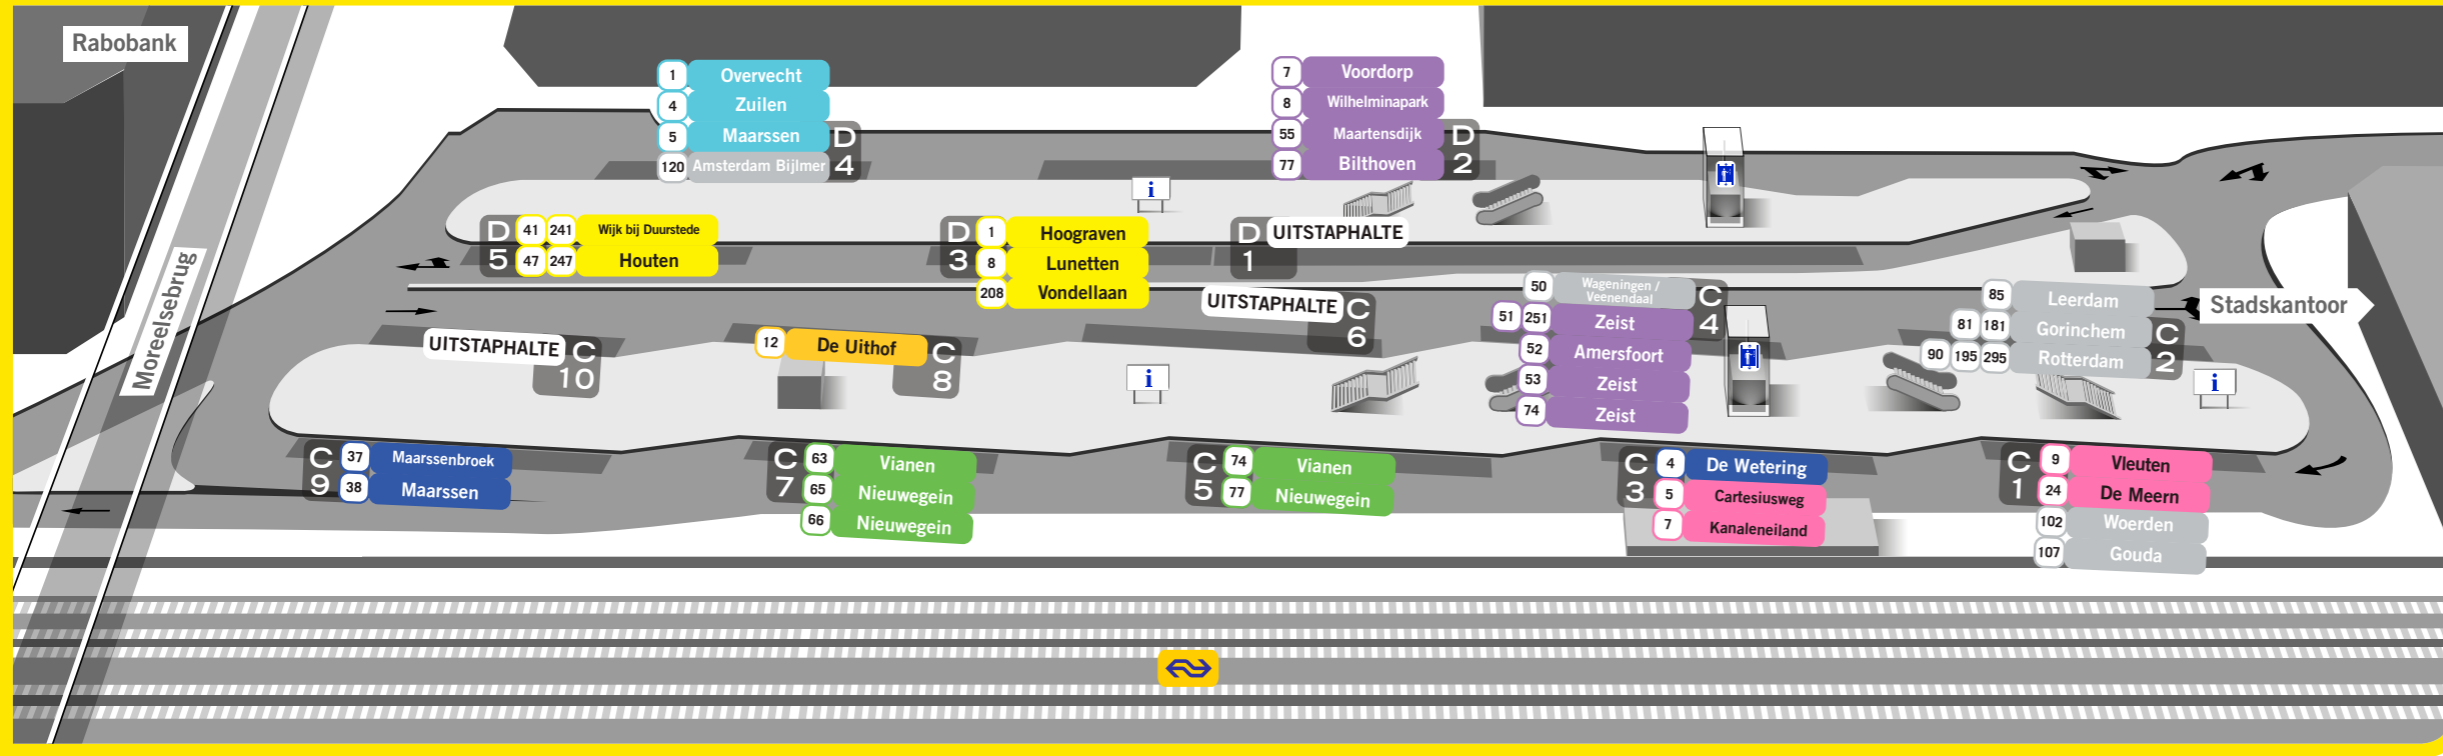 Rabobank
Moreelsebrug
1 Overvecht
4 Zuilen
5 Maarssen
120 Amsterdam Bijlmer
D 4
7 Voordorp
8 Wilhelminapark
55 Maartensdijk
77 Bilthoven
D 2
i
D 5
41 241 Wijk bij Duurstede
47 247 Houten
D 3
1 Hoograven
8 Lunetten
208 Vondellaan
D 1
UITSTAPHALTE
UITSTAPHALTE
C 10
12 De Uithof
C 8
UITSTAPHALTE
C 6
50 Wageningen /
Veenendaal
51 251 Zeist
52 Amersfoort
53 Zeist
74 Zeist
C 4
85 Leerdam
81 181 Gorinchem
90 195 295 Rotterdam
C 2
Stadskantoor
i
i
C 9
37 Maarssenbroek
38 Maarssen
C 7
63 Vianen
65 Nieuwegein
66 Nieuwegein
C 5
74 Vianen
77 Nieuwegein
C 3
4 De Wetering
5 Cartesiusweg
7 Kanaleneiland
C 1
9 Vleuten
24 De Meern
102 Woerden
107 Gouda